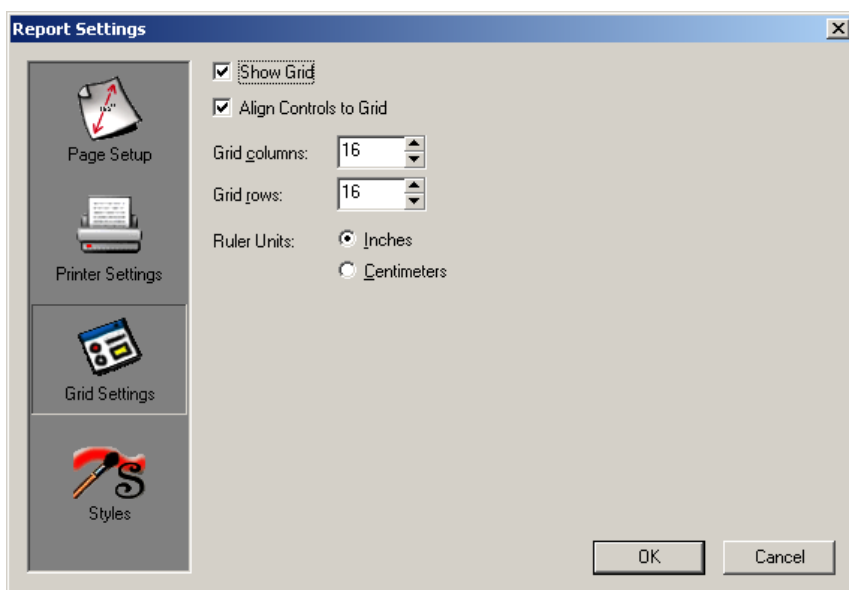 Report Settings
Page Setup
Printer Settings
Grid Settings
Styles
Show Grid
Align Controls to Grid
Grid columns: 16
Grid rows: 16
Ruler Units: Inches
Centimeters
OK Cancel